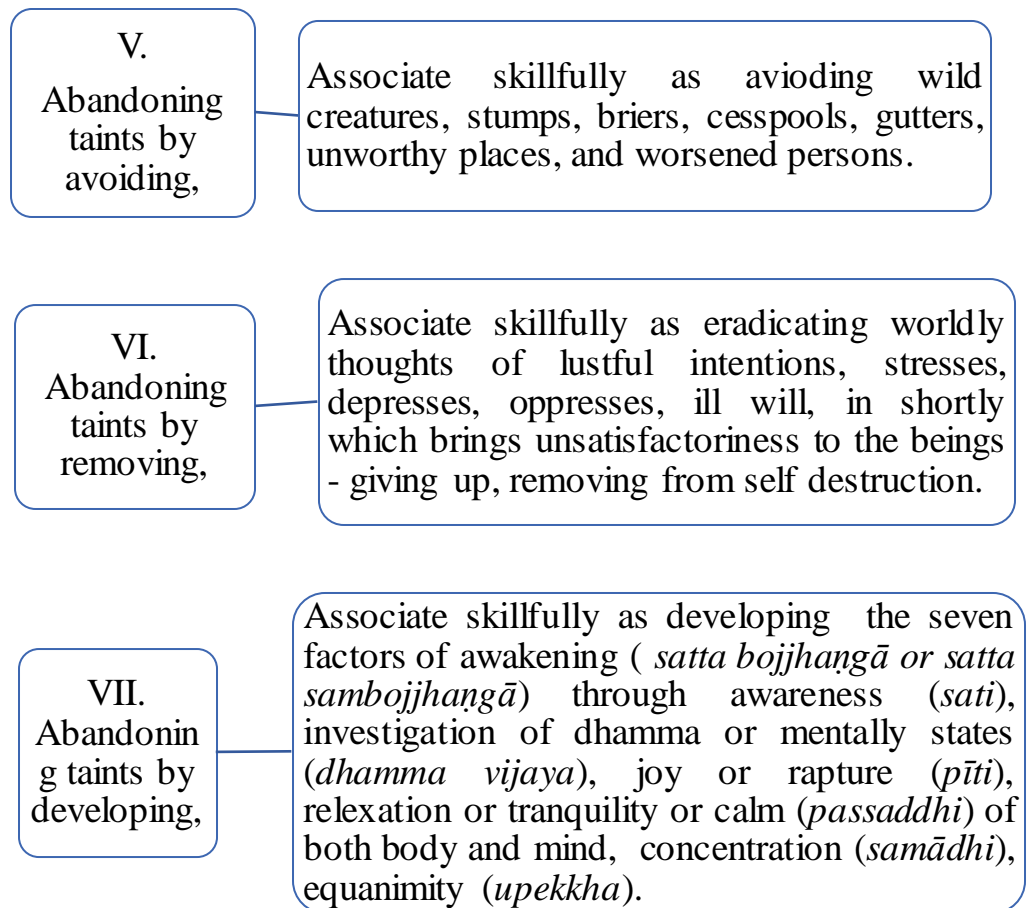 V.
Abandoning
taints by
avoiding,
Associate skillfully as avioding wild
creatures, stumps, briers, cesspools, gutters,
unworthy places, and worsened persons.
VI.
Abandoning
taints by
removing,
Associate skillfully as eradicating worldly
thoughts of lustful intentions, stresses,
depresses, oppresses, ill will, in shortly
which brings unsatisfactoriness to the beings
- giving up, removing from self destruction.
VII.
Abandonin
g taints by
developing,
Associate skillfully as developing the seven
factors of awakening ( satta bojjhaṇgā or satta
sambojjhaṇgā) through awareness (sati),
investigation of dhamma or mentally states
(dhamma vijaya), joy or rapture (pīti),
relexation or tranquility or calm (passaddhi) of
both body and mind, concentration (samādhi),
equanimity (upekkha).